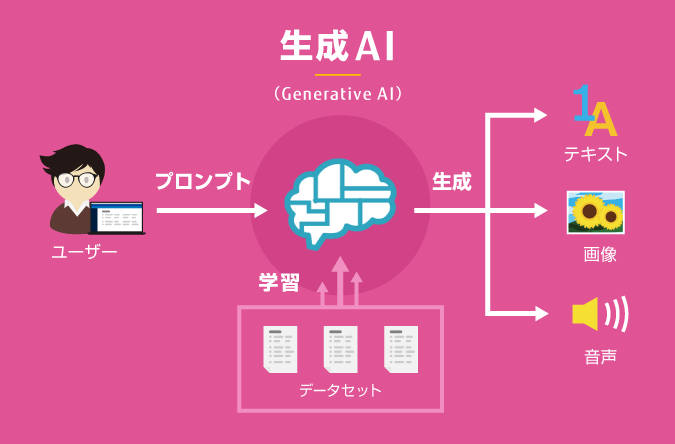 生成AI
（Generative AI）
プロンプト
生成
ユーザー
学習
データセット
1A
テキスト
画像
音声